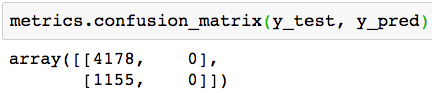 metrics.confusion_matrix(y_test, y_pred)
array([[4178,    0],
       [1155,    0]])